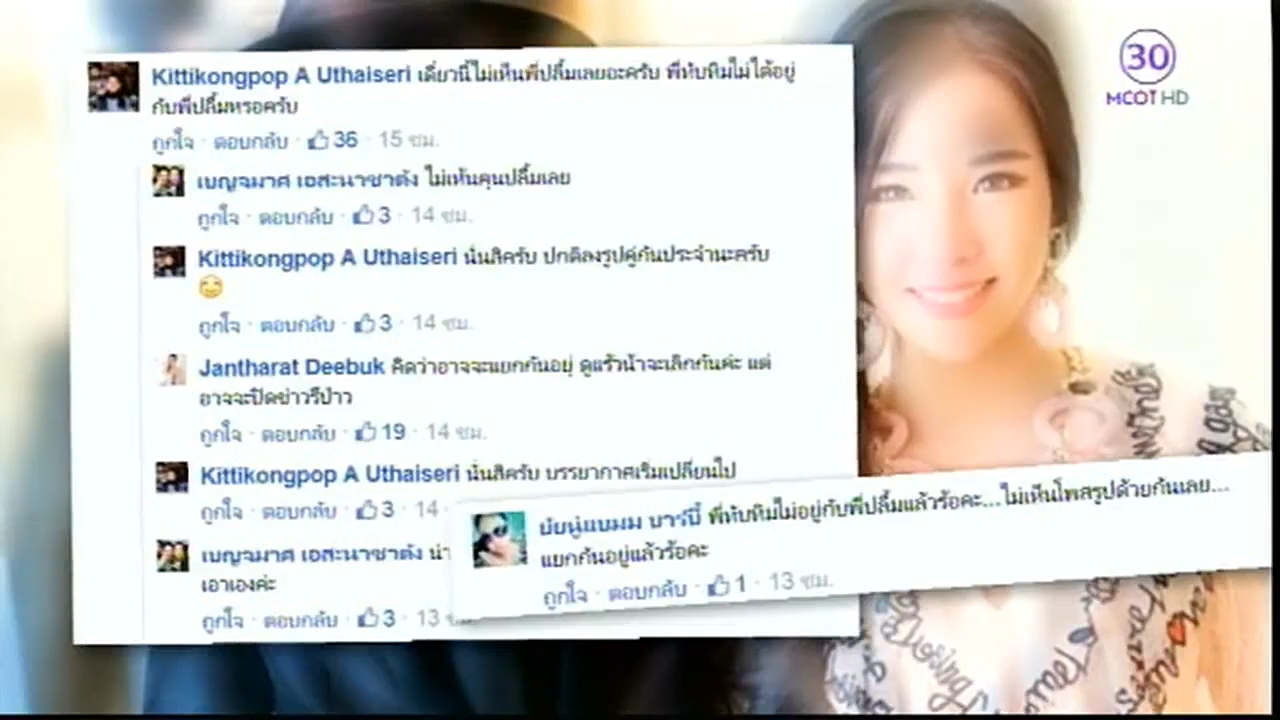 30
MCOT HD
Kittikongpop A Uthaiseri เดี๋ยวนี้ไม่เห็นพี่ปลื้มเลยอะครับ พี่ทับทิมไม่ได้อยู่
กับพี่ปลื้มหรอครับ
ถูกใจ · ตอบกลับ · 36 · 15 ชม.
เบญจมาศ เอสะนาชาตัง ไม่เห้นคุนปลื้มเลย
ถูกใจ · ตอบกลับ · 3 · 14 ชม.
Kittikongpop A Uthaiseri นั่นสิครับ ปกติลงรูปคู่กันประจำนะครับ
ถูกใจ · ตอบกลับ · 3 · 14 ชม.
Jantharat Deebuk คิดว่าอาจจะแยกกันอยุ่ ดูแร้วน้าจะเลิกกันค่ะ แต่
อาจจะปิดข่าวรึป่าว
ถูกใจ · ตอบกลับ · 19 · 14 ชม.
Kittikongpop A Uthaiseri นั่นสิครับ บรรยากาศเริ่มเปลี่ยนไป
ถูกใจ · ตอบกลับ · 3 · 14
เบญจมาศ เอสะนาชาตัง น่า
เอาเองค่ะ
ถูกใจ · ตอบกลับ · 3 · 13
พี่ทับทิมไม่อยู่กับพี่ปลื้มแล้วร้อคะ...ไม่เห็นโพสรูปด้วยกันเลย...
แยกกันอยู่แล้วร้อคะ
ถูกใจ · ตอบกลับ · 1 · 13 ชม.